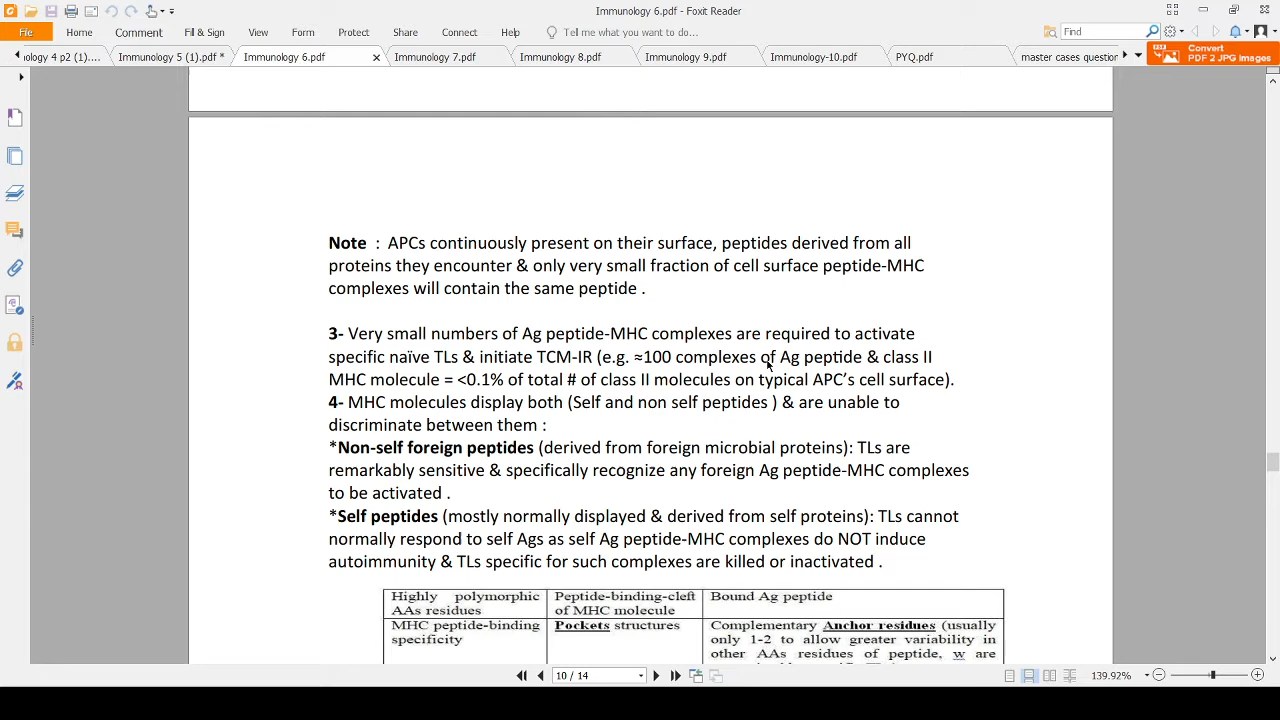 Immunology 6.pdf - Foxit Reader
File Home Comment View Form Protect Share Connect Help Fill & Sign Tell me what you want to do... Find
ology 4 p2 (1).... Immunology 5 (1).pdf * Immunology 6.pdf Immunology 7.pdf Immunology 8.pdf Immunology 9.pdf Immunology-10.pdf PYQ.pdf master cases question
Convert
PDF 2 JPG Images
Note : APCs continuously present on their surface, peptides derived from all
proteins they encounter & only very small fraction of cell surface peptide-MHC
complexes will contain the same peptide .
3- Very small numbers of Ag peptide-MHC complexes are required to activate
specific naïve TLs & initiate TCM-IR (e.g. ≈100 complexes of Ag peptide & class II
MHC molecule = <0.1% of total # of class II molecules on typical APC’s cell surface).
4- MHC molecules display both (Self and non self peptides ) & are unable to
discriminate between them :
*Non-self foreign peptides (derived from foreign microbial proteins): TLs are
remarkably sensitive & specifically recognize any foreign Ag peptide-MHC complexes
to be activated .
*Self peptides (mostly normally displayed & derived from self proteins): TLs cannot
normally respond to self Ags as self Ag peptide-MHC complexes do NOT induce
autoimmunity & TLs specific for such complexes are killed or inactivated .
Highly polymorphic Peptide-binding-cleft Bound Ag peptide
AAs residues of MHC molecule
MHC peptide-binding Pockets structures Complementary Anchor residues (usually
specificity only 1-2 to allow greater variability in
other AAs residues of peptide, w are
10 / 14 139.92%